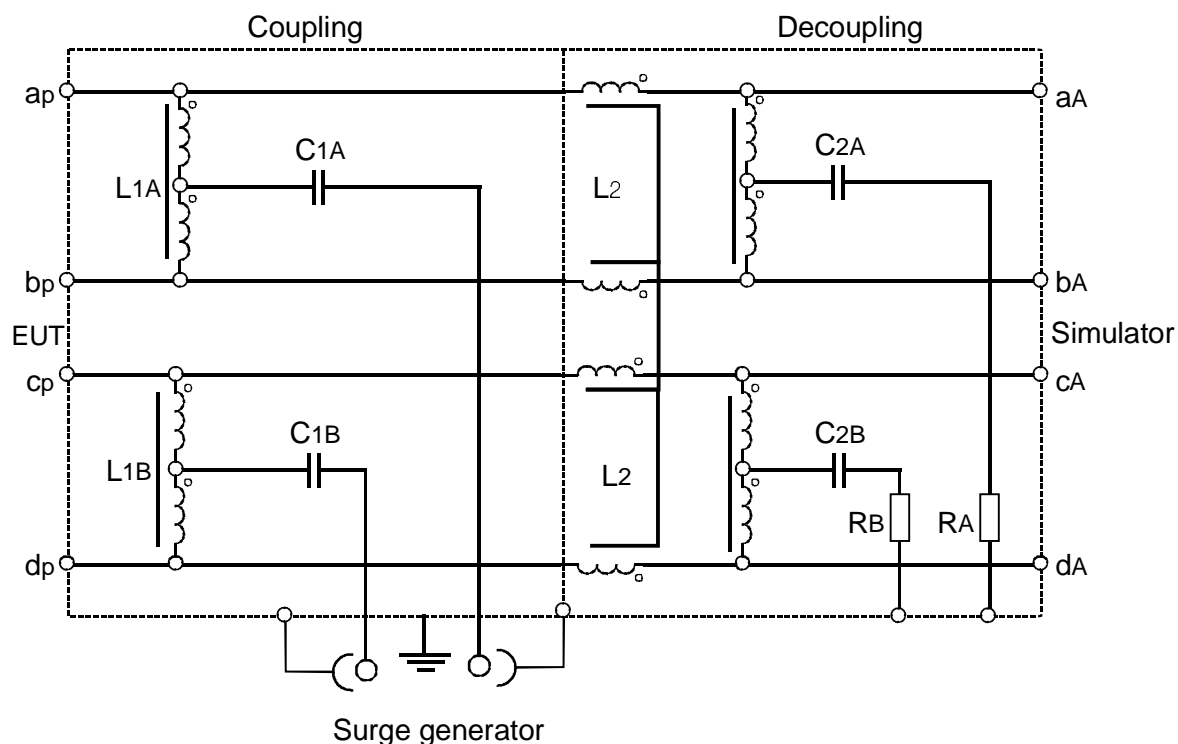 Coupling
Decoupling
ap
aA
C1A
C2A
L1A
L2
bp
bA
EUT
Simulator
cp
cA
C1B
C2B
L1B
L2
RB
RA
dp
dA
Surge generator